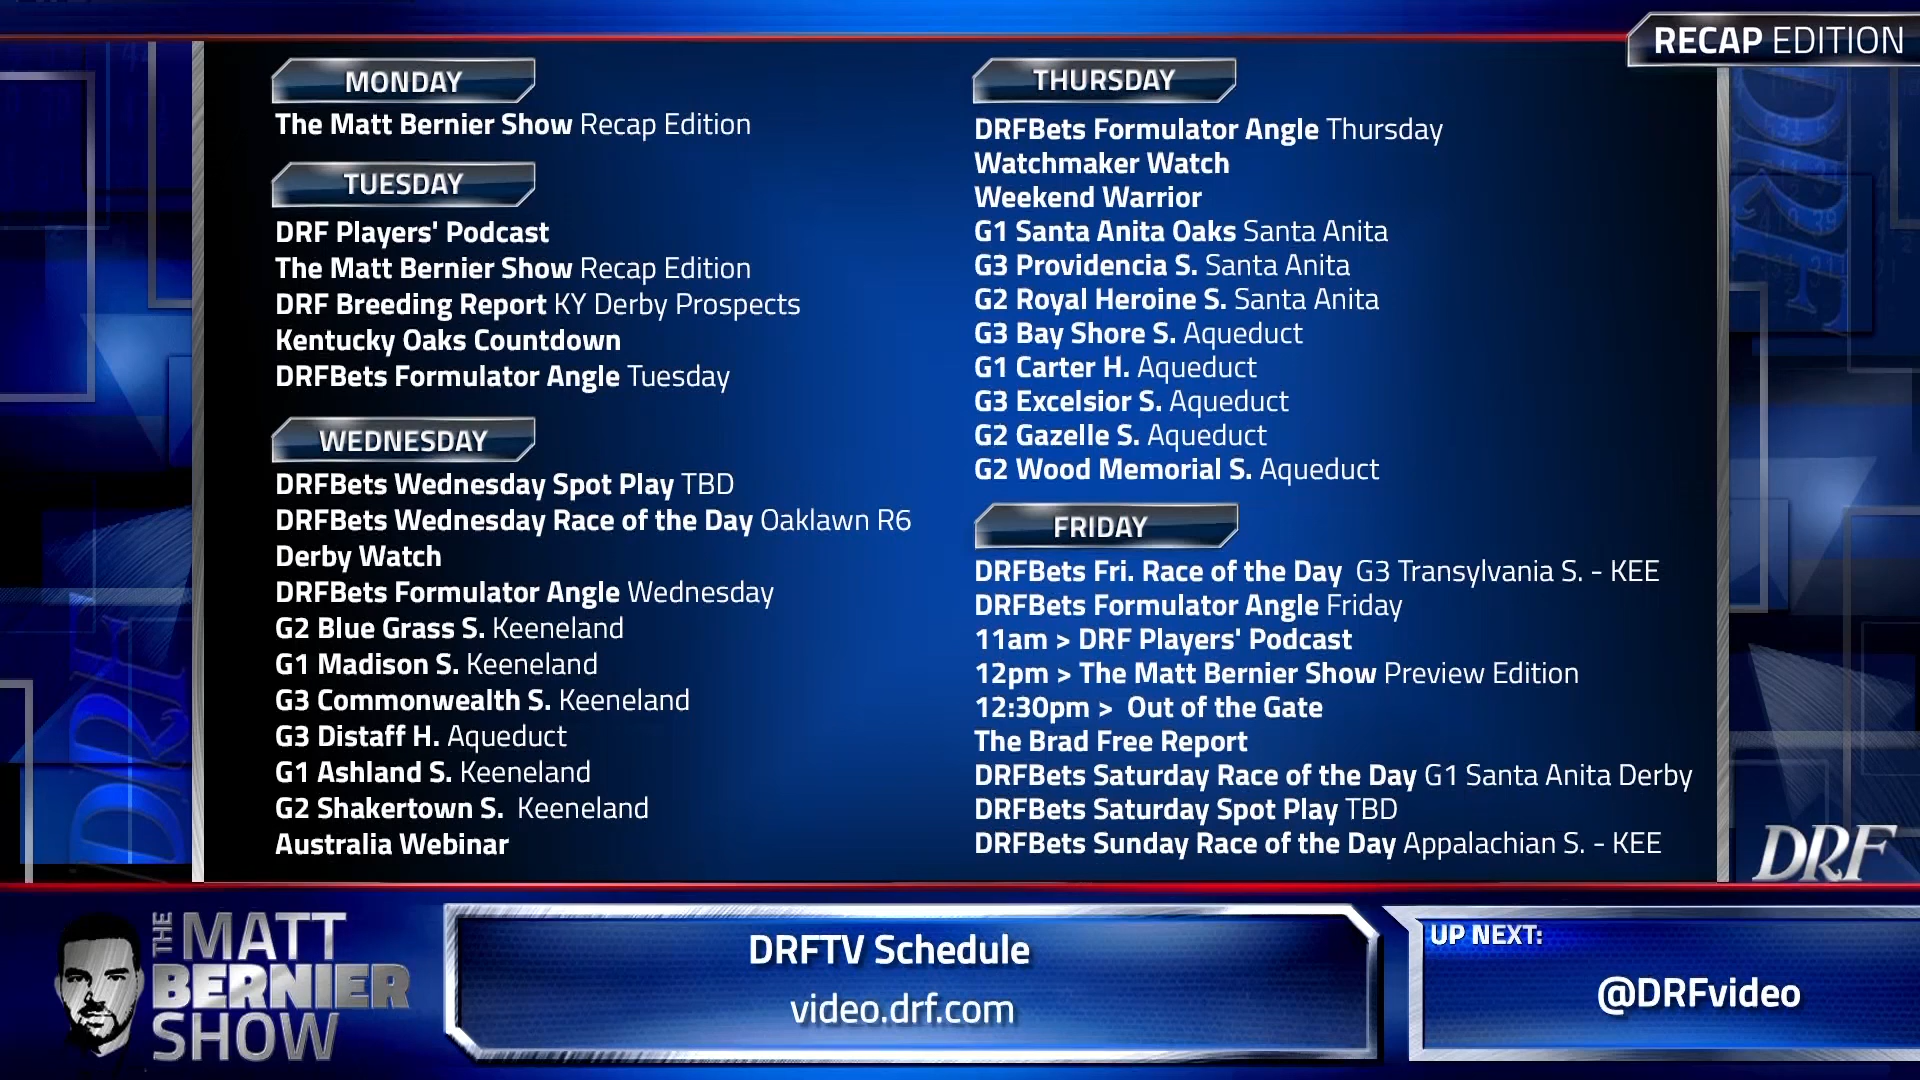 RECAP EDITION
MONDAY
The Matt Bernier Show Recap Edition
TUESDAY
DRF Players' Podcast
The Matt Bernier Show Recap Edition
DRF Breeding Report KY Derby Prospects
Kentucky Oaks Countdown
DRFBets Formulator Angle Tuesday
WEDNESDAY
DRFBets Wednesday Spot Play TBD
DRFBets Wednesday Race of the Day Oaklawn R6
Derby Watch
DRFBets Formulator Angle Wednesday
G2 Blue Grass S. Keeneland
G1 Madison S. Keeneland
G3 Commonwealth S. Keeneland
G3 Distaff H. Aqueduct
G1 Ashland S. Keeneland
G2 Shakertown S. Keeneland
Australia Webinar
THURSDAY
DRFBets Formulator Angle Thursday
Watchmaker Watch
Weekend Warrior
G1 Santa Anita Oaks Santa Anita
G3 Providencia S. Santa Anita
G2 Royal Heroine S. Santa Anita
G3 Bay Shore S. Aqueduct
G1 Carter H. Aqueduct
G3 Excelsior S. Aqueduct
G2 Gazelle S. Aqueduct
G2 Wood Memorial S. Aqueduct
FRIDAY
DRFBets Fri. Race of the Day G3 Transylvania S. - KEE
DRFBets Formulator Angle Friday
11am > DRF Players' Podcast
12pm > The Matt Bernier Show Preview Edition
12:30pm > Out of the Gate
The Brad Free Report
DRFBets Saturday Race of the Day G1 Santa Anita Derby
DRFBets Saturday Spot Play TBD
DRFBets Sunday Race of the Day Appalachian S. - KEE
DRF
DRF
DRF
THE MATT
BERNIER
SHOW
DRFTV Schedule
video.drf.com
UP NEXT:
@DRFvideo